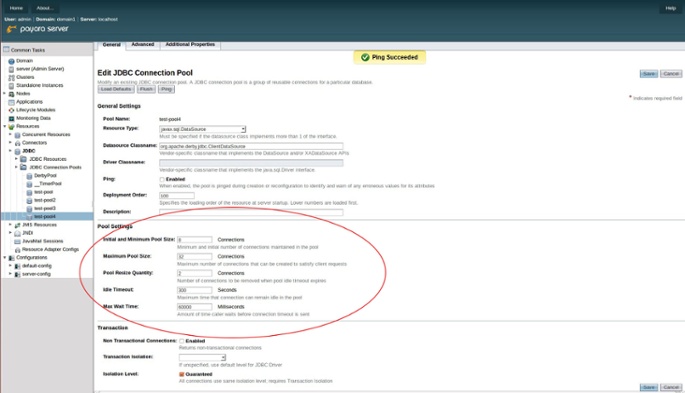 Home About... Help
User: admin | Domain: domain1 | Server: localhost
payara server
Common Tasks
Domain
server (Admin Server)
Clusters
Standalone Instances
Nodes
Applications
Lifecycle Modules
Monitoring Data
Resources
Concurrent Resources
Connectors
JDBC
JDBC Resources
JDBC Connection Pools
DerbyPool
__TimerPool
test-pool
test-pool2
test-pool3
test-pool4
JMS Resources
JNDI
JavaMail Sessions
Resource Adapter Configs
Configurations
default-config
server-config
General Advanced Additional Properties
Ping Succeeded
Edit JDBC Connection Pool
Save Cancel
Modify an existing JDBC connection pool. A JDBC connection pool is a group of reusable connections for a particular database.
Load Defaults Flush Ping
* Indicates required field
General Settings
Pool Name: test-pool4
Resource Type: javax.sql.DataSource
Must be specified if the datasource class implements more than 1 of the interface.
Datasource Classname: org.apache.derby.jdbc.ClientDataSource
Vendor-specific classname that implements the DataSource and/or XADataSource APIs
Driver Classname:
Vendor-specific classname that implements the java.sql.Driver interface.
Ping: Enabled
When enabled, the pool is pinged during creation or reconfiguration to identify and warn of any erroneous values for its attributes
Deployment Order: 100
Specifies the loading order of the resource at server startup. Lower numbers are loaded first.
Description:
Pool Settings
Initial and Minimum Pool Size: 8 Connections
Minimum and initial number of connections maintained in the pool
Maximum Pool Size: 32 Connections
Maximum number of connections that can be created to satisfy client requests
Pool Resize Quantity: 2 Connections
Number of connections to be removed when pool idle timeout expires
Idle Timeout: 300 Seconds
Maximum time that connection can remain idle in the pool
Max Wait Time: 60000 Milliseconds
Amount of time caller waits before connection timeout is sent
Transaction
Non Transactional Connections: Enabled
Returns non-transactional connections
Transaction Isolation:
If unspecified, use default level for JDBC Driver
Isolation Level: Guaranteed
All connections use same isolation level; requires Transaction Isolation
Save Cancel